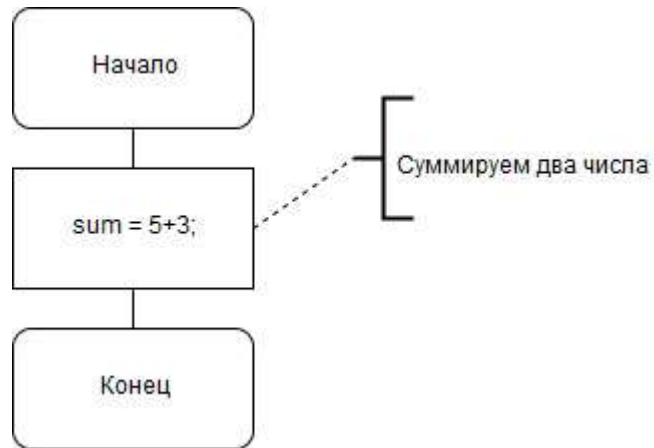 Начало
Суммируем два числа
sum = 5+3;
Конец